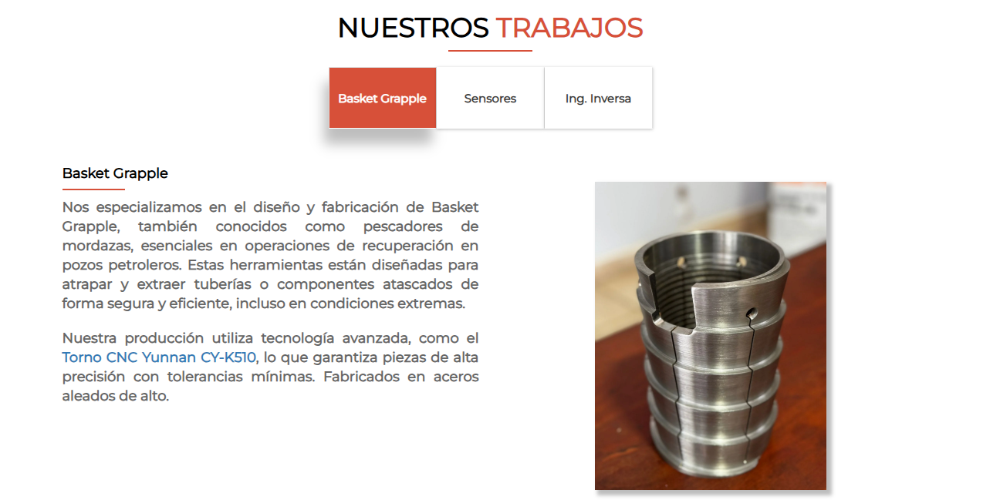 NUESTROS TRABAJOS
Basket Grapple
Sensores
Ing. Inversa
Basket Grapple
Nos especializamos en el diseño y fabricación de Basket
Grapple, también conocidos como pescadores de
mordazas, esenciales en operaciones de recuperación en
pozos petroleros. Estas herramientas están diseñadas para
atrapar y extraer tuberías o componentes atascados de
forma segura y eficiente, incluso en condiciones extremas.
Nuestra producción utiliza tecnología avanzada, como el
Torno CNC Yunnan CY-K510, lo que garantiza piezas de alta
precisión con tolerancias mínimas. Fabricados en aceros
aleados de alto.